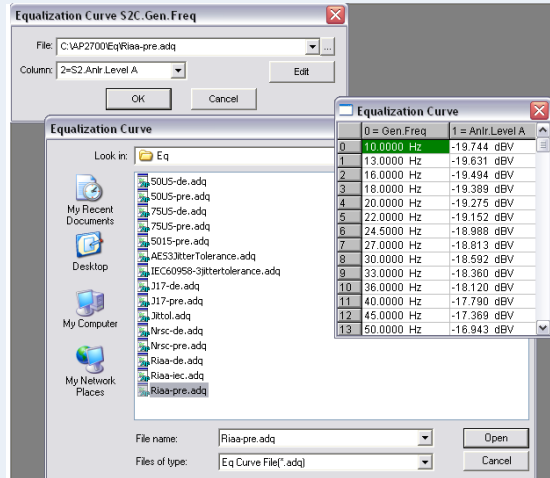 Equalization Curve S2C.Gen.Freq
File: C:\AP2700\Eq\Riaa-pre.adq
...
Column: 2=S2.Anlr.Level A
Edit
OK
Cancel
Equalization Curve
Look in: Eq
My Recent Documents
Desktop
My Computer
My Network Places
50US-de.adq
50US-pre.adq
75US-de.adq
75US-pre.adq
5015-pre.adq
AES3JitterTolerance.adq
IEC60958-3jittertolerance.adq
J17-de.adq
J17-pre.adq
Jittol.adq
Nrsc-de.adq
Nrsc-pre.adq
Riaa-de.adq
Riaa-iec.adq
Riaa-pre.adq
File name: Riaa-pre.adq
Open
Files of type: Eq Curve File(*.adq)
Cancel
Equalization Curve
0 = Gen.Freq 1 = Anlr.Level A
0 10.0000 Hz -19.744 dBV
1 13.0000 Hz -19.631 dBV
2 16.0000 Hz -19.494 dBV
3 18.0000 Hz -19.389 dBV
4 20.0000 Hz -19.275 dBV
5 22.0000 Hz -19.152 dBV
6 24.5000 Hz -18.988 dBV
7 27.0000 Hz -18.813 dBV
8 30.0000 Hz -18.592 dBV
9 33.0000 Hz -18.360 dBV
10 36.0000 Hz -18.120 dBV
11 40.0000 Hz -17.790 dBV
12 45.0000 Hz -17.369 dBV
13 50.0000 Hz -16.943 dBV